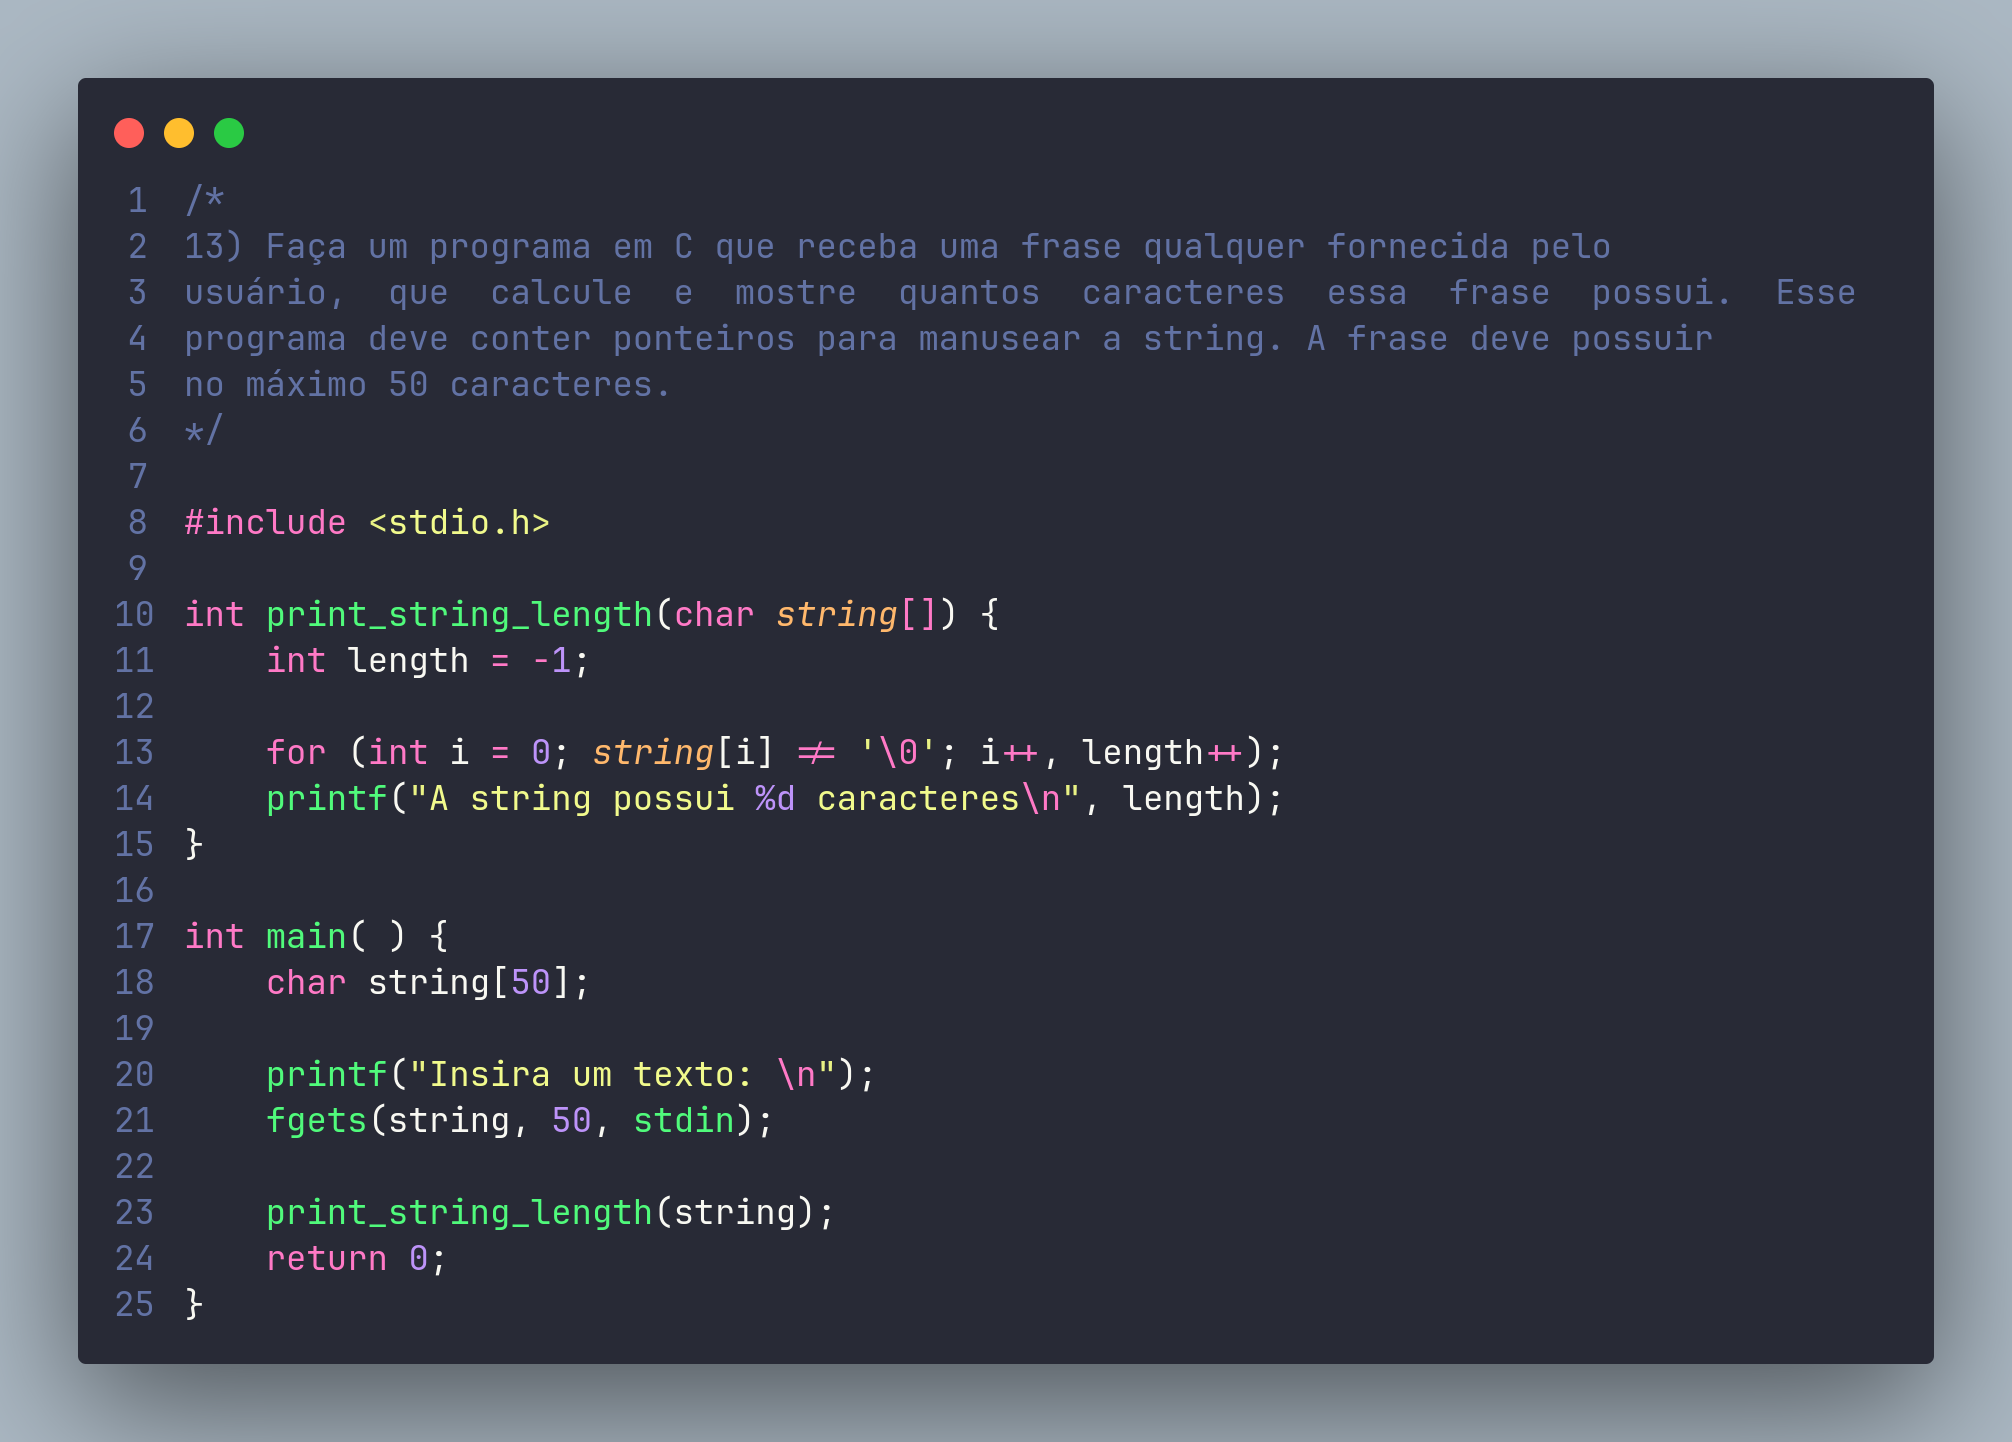 1 /*
2 13) Faça um programa em C que receba uma frase qualquer fornecida pelo
3 usuário,  que  calcule  e  mostre  quantos  caracteres  essa  frase  possui.  Esse
4 programa deve conter ponteiros para manusear a string. A frase deve possuir
5 no máximo 50 caracteres.
6 */
7
8 #include <stdio.h>
9
10 int print_string_length(char string[]) {
11     int length = -1;
12
13     for (int i = 0; string[i] != '\0'; i++, length++);
14     printf("A string possui %d caracteres\n", length);
15 }
16
17 int main( ) {
18     char string[50];
19
20     printf("Insira um texto: \n");
21     fgets(string, 50, stdin);
22
23     print_string_length(string);
24     return 0;
25 }